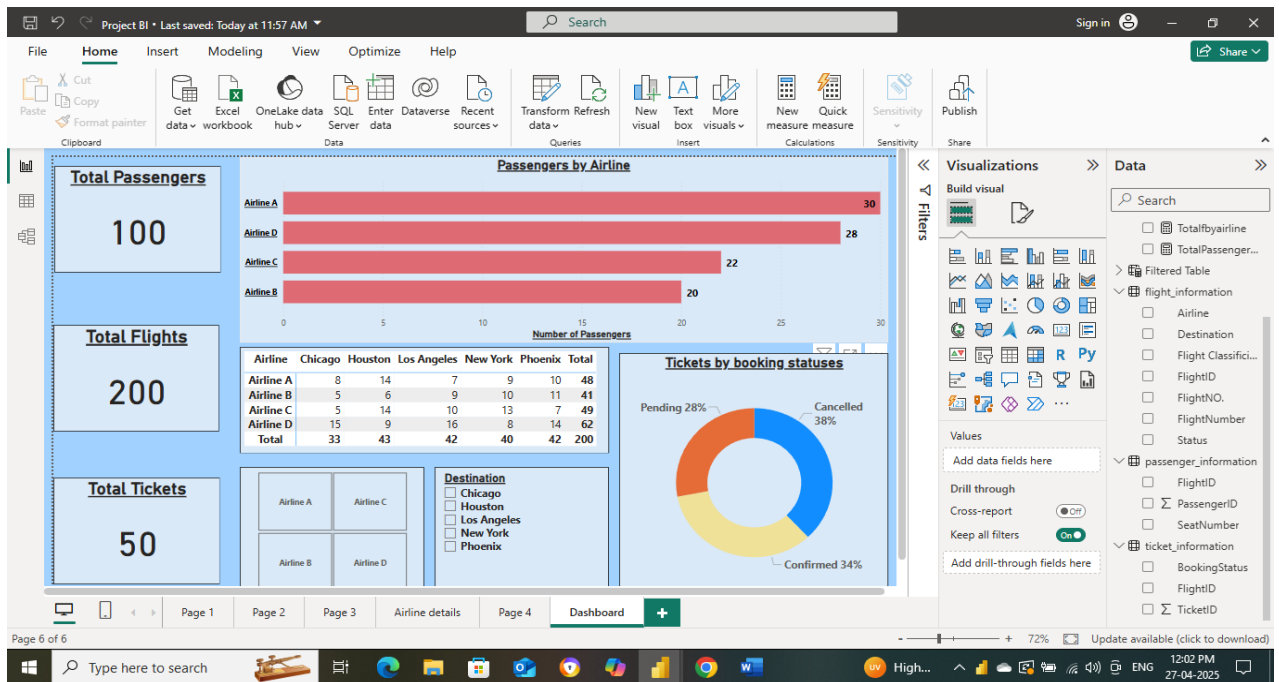 Project BI • Last saved: Today at 11:57 AM
Search
Sign in
File Home Insert Modeling View Optimize Help
Share
Paste
Cut
Copy
Format painter
Clipboard
Get data
Excel workbook
OneLake data hub
SQL Server
Enter data
Dataverse
Recent sources
Data
Transform data
Refresh
Queries
New visual
Text box
More visuals
Insert
New measure
Quick measure
Calculations
Sensitivity
Sensitivity
Publish
Share
Total Passengers
100
Total Flights
200
Total Tickets
50
Passengers by Airline
Airline A 30
Airline D 28
Airline C 22
Airline B 20
0 5 10 15 20 25 30
Number of Passengers
Airline Chicago Houston Los Angeles New York Phoenix Total
Airline A 8 14 7 9 10 48
Airline B 5 6 9 10 11 41
Airline C 5 14 10 13 7 49
Airline D 15 9 16 8 14 62
Total 33 43 42 40 42 200
Airline A Airline C
Airline B Airline D
Destination
Chicago
Houston
Los Angeles
New York
Phoenix
Tickets by booking statuses
Pending 28%
Cancelled
38%
Confirmed 34%
Filters
Visualizations
Build visual
123
R Py
123
Values
Add data fields here
Drill through
Cross-report Off
Keep all filters On
Add drill-through fields here
Data
Search
Totalfbyairline
TotalPassenger...
Filtered Table
flight_information
Airline
Destination
Flight Classifici...
FlightID
FlightNO.
FlightNumber
Status
passenger_information
FlightID
PassengerID
SeatNumber
ticket_information
BookingStatus
FlightID
TicketID
Page 1 Page 2 Page 3 Airline details Page 4 Dashboard
Page 6 of 6
- + 72% Update available (click to download)
Type here to search
UV High... ENG
12:02 PM
27-04-2025